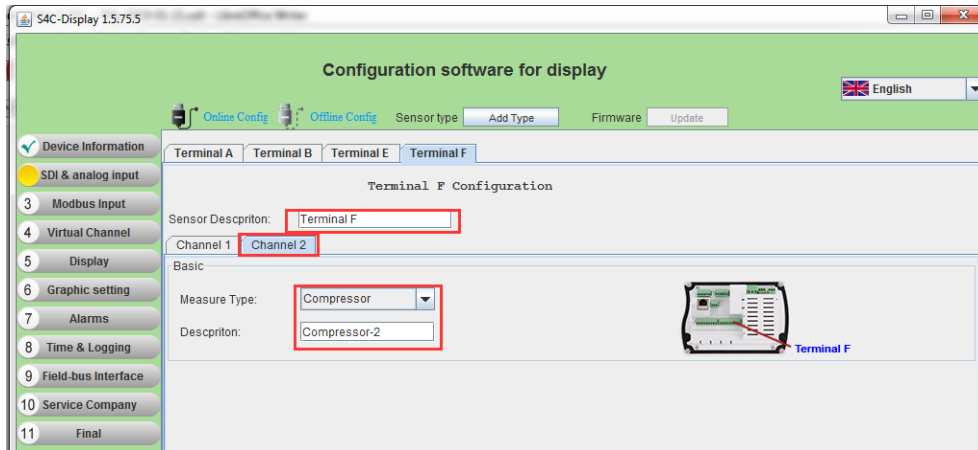 S4C-Display 1.5.75.5
Configuration software for display
English
Online Config Offline Config Sensor type Add Type Firmware Update
Device Information
SDI & analog input
3 Modbus Input
4 Virtual Channel
5 Display
6 Graphic setting
7 Alarms
8 Time & Logging
9 Field-bus Interface
10 Service Company
11 Final
Terminal A Terminal B Terminal E Terminal F
Terminal F Configuration
Sensor Descpriton: Terminal F
Channel 1 Channel 2
Basic
Measure Type: Compressor
Descpriton: Compressor-2
Terminal F